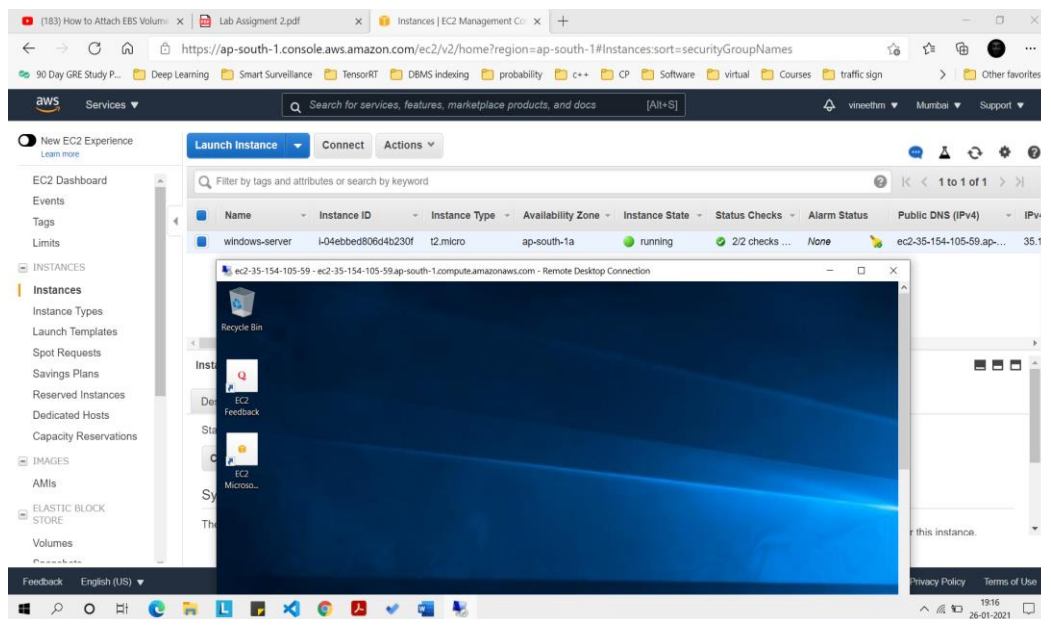 (183) How to Attach EBS Volume
Lab Assigment 2.pdf
Instances | EC2 Management Co
https://ap-south-1.console.aws.amazon.com/ec2/v2/home?region=ap-south-1#Instances:sort=securityGroupNames
90 Day GRE Study P... Deep Learning Smart Surveillance TensorRT DBMS indexing probability c++ CP Software virtual Courses traffic sign Other favorites
aws Services Search for services, features, marketplace products, and docs [Alt+S] vineethm Mumbai Support
New EC2 Experience
Learn more
Launch Instance Connect Actions
EC2 Dashboard
Events
Tags
Limits
INSTANCES
Instances
Instance Types
Launch Templates
Spot Requests
Savings Plans
Reserved Instances
Dedicated Hosts
Capacity Reservations
IMAGES
AMIs
ELASTIC BLOCK
STORE
Volumes
Filter by tags and attributes or search by keyword 1 to 1 of 1
Name Instance ID Instance Type Availability Zone Instance State Status Checks Alarm Status Public DNS (IPv4) IPv4
windows-server i-04ebbed806d4b230f t2.micro ap-south-1a running 2/2 checks ... None ec2-35-154-105-59.ap-... 35.1
ec2-35-154-105-59 - ec2-35-154-105-59.ap-south-1.compute.amazonaws.com - Remote Desktop Connection
Recycle Bin
EC2
Feedback
EC2
Microso...
Insta
De
Sta
C
Sy
The
r this instance.
Feedback English (US) Privacy Policy Terms of Use
19:16
26-01-2021